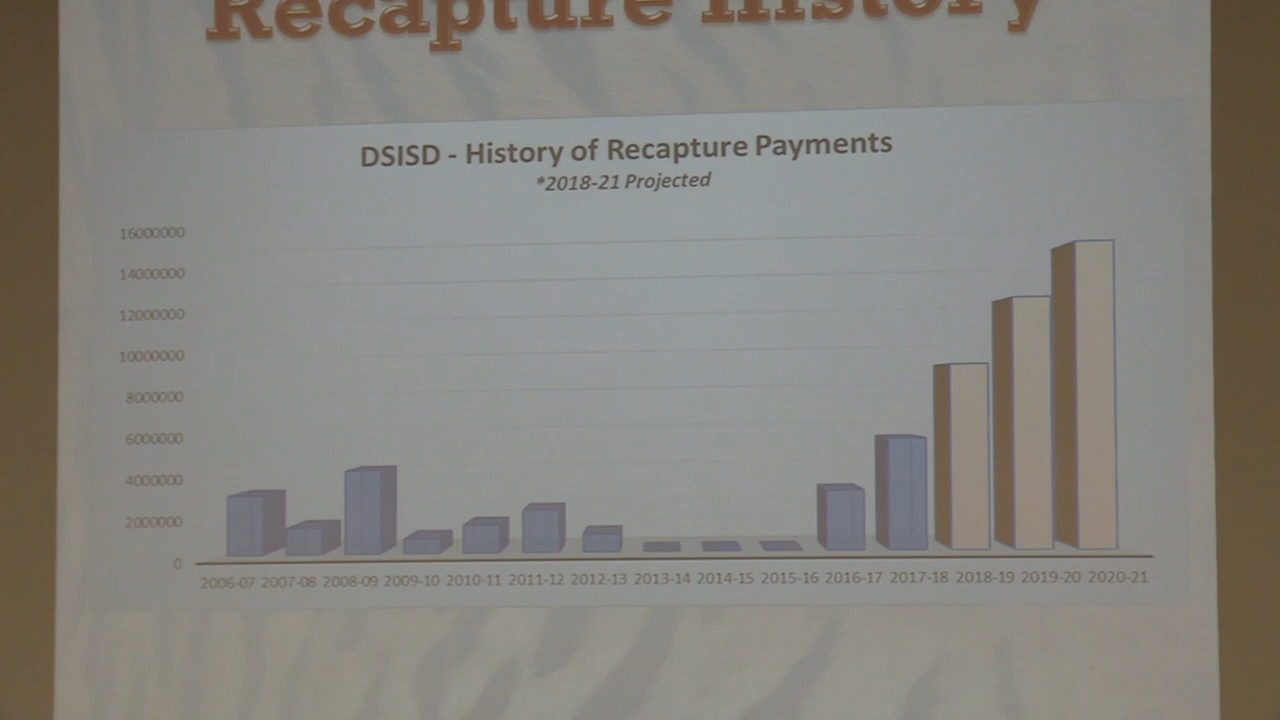 Recapture History
DSISD - History of Recapture Payments
*2018-21 Projected
16000000
14000000
12000000
10000000
8000000
6000000
4000000
2000000
0
2006-07 2007-08 2008-09 2009-10 2010-11 2011-12 2012-13 2013-14 2014-15 2015-16 2016-17 2017-18 2018-19 2019-20 2020-21